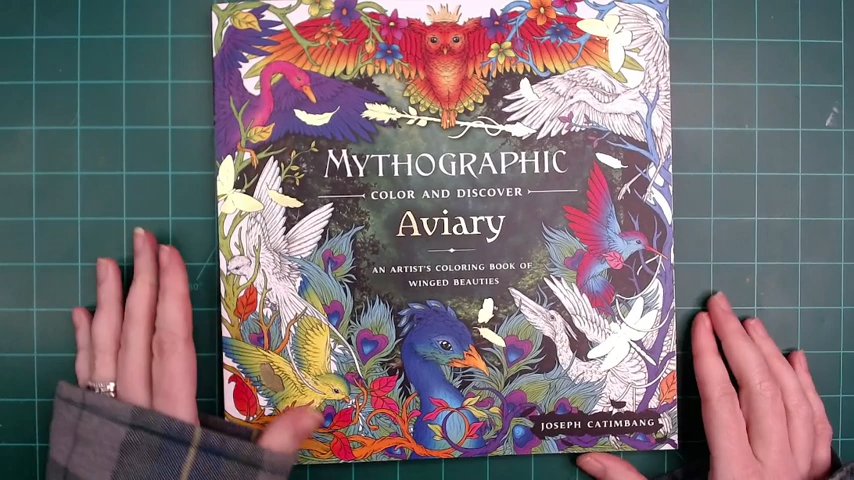 MYTHOGRAPHIC
COLOR AND DISCOVER
Aviary
AN ARTIST'S COLORING BOOK OF
WINGED BEAUTIES
JOSEPH CATIMBANG